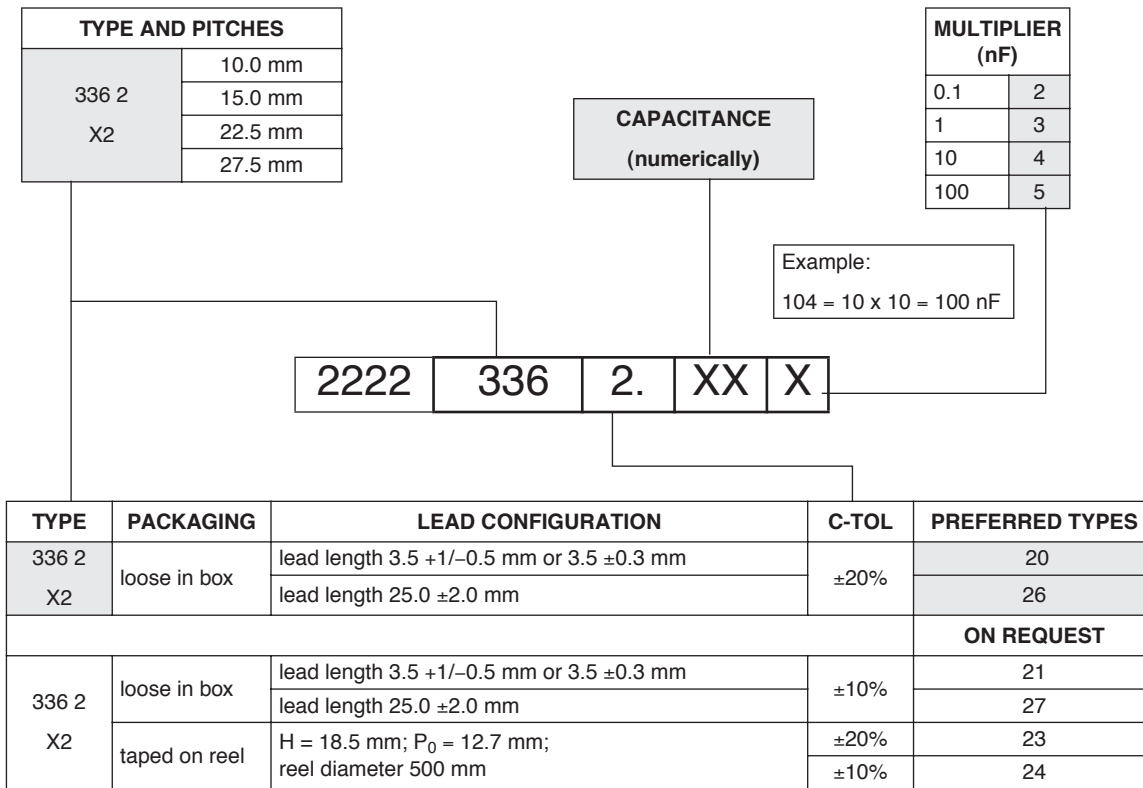 TYPE AND PITCHES
336 2
X2
10.0 mm
15.0 mm
22.5 mm
27.5 mm
CAPACITANCE
(numerically)
MULTIPLIER
(nF)
0.1 2
1 3
10 4
100 5
Example:
104 = 10 x 10 = 100 nF
2222 336 2. XX X
TYPE PACKAGING LEAD CONFIGURATION C-TOL PREFERRED TYPES
336 2
X2
loose in box
lead length 3.5 +1/−0.5 mm or 3.5 ±0.3 mm
lead length 25.0 ±2.0 mm
±20%
20
26
ON REQUEST
336 2
X2
loose in box
lead length 3.5 +1/−0.5 mm or 3.5 ±0.3 mm
lead length 25.0 ±2.0 mm
±10%
21
27
taped on reel
H = 18.5 mm; P0 = 12.7 mm;
reel diameter 500 mm
±20% 23
±10% 24